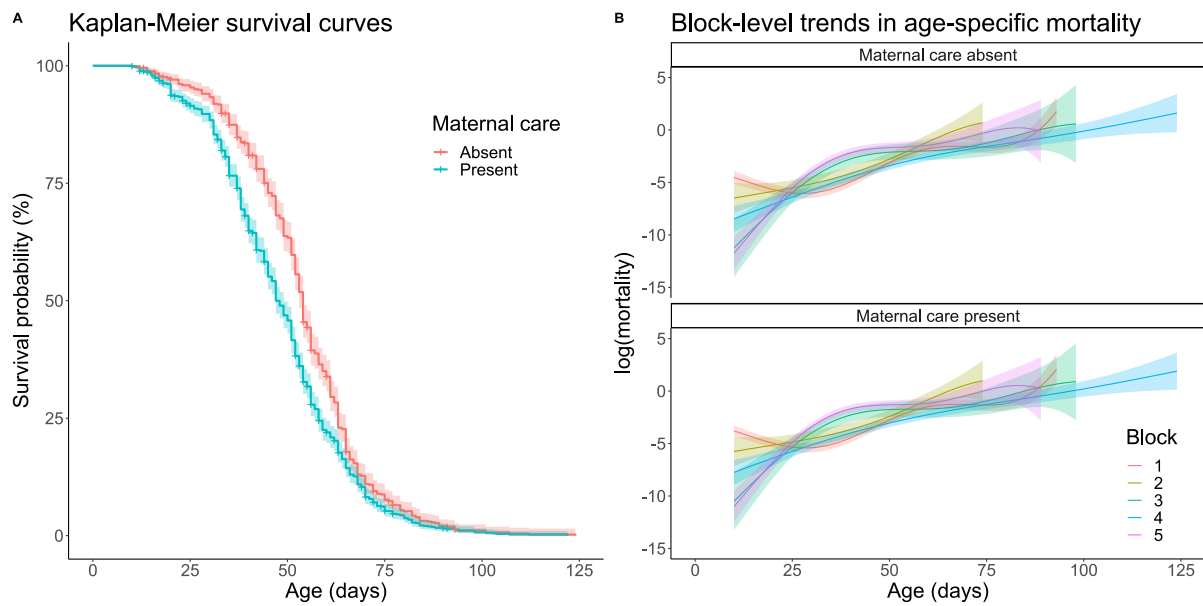 A
Kaplan-Meier survival curves
100
75
50
25
0
Survival probability (%)
Maternal care
Absent
Present
0 25 50 75 100 125
Age (days)
B
Block-level trends in age-specific mortality
Maternal care absent
5
0
-5
-10
-15
log(mortality)
Maternal care present
5
0
-5
-10
-15
Block
1
2
3
4
5
0 25 50 75 100 125
Age (days)